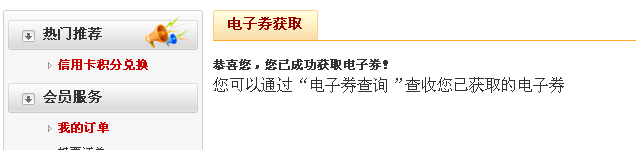 热门推荐
信用卡积分兑换
会员服务
我的订单
电子券获取
恭喜您，您已成功获取电子券！
您可以通过“电子券查询 ”查收您已获取的电子券